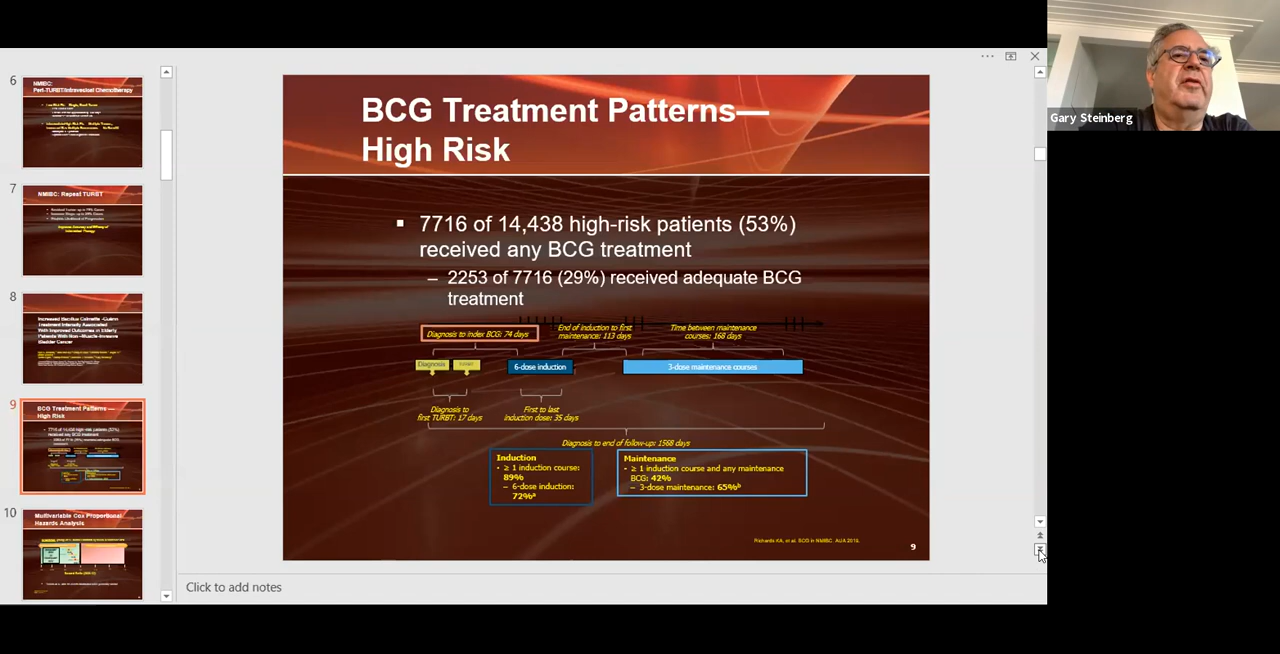 6
NMIBC:
Peri-TURBT/Intravesical Chemotherapy
7
NMIBC: Repeat TURBT
8
Increased Bacillus Calmette -Guérin
Treatment Intensity Associated
With Improved Outcomes in Elderly
Patients With Non-Muscle-Invasive
Bladder Cancer
9
BCG Treatment Patterns—
High Risk
10
Multivariable Cox Proportional
Hazards Analysis
BCG Treatment Patterns—
High Risk
▪ 7716 of 14,438 high-risk patients (53%)
received any BCG treatment
– 2253 of 7716 (29%) received adequate BCG
treatment
Diagnosis to index BCG: 74 days
End of induction to first
maintenance: 113 days
Time between maintenance
courses: 168 days
Diagnosis
6-dose induction
3-dose maintenance courses
Diagnosis to
first TURBT: 17 days
First to last
induction dose: 35 days
Diagnosis to end of follow-up: 1568 days
Induction
• ≥ 1 induction course:
89%
– 6-dose induction:
72%ᵃ
Maintenance
• ≥ 1 induction course and any maintenance
BCG: 42%
– 3-dose maintenance: 65%ᵇ
Richards KA, et al. BCG in NMIBC. AUA 2018.
9
Click to add notes
Gary Steinberg